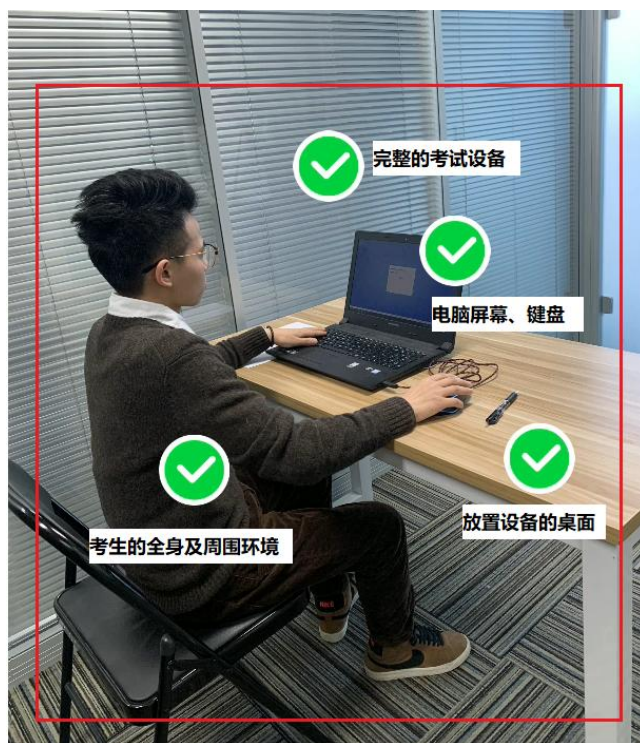 完整的考试设备
电脑屏幕、键盘
放置设备的桌面
考生的全身及周围环境